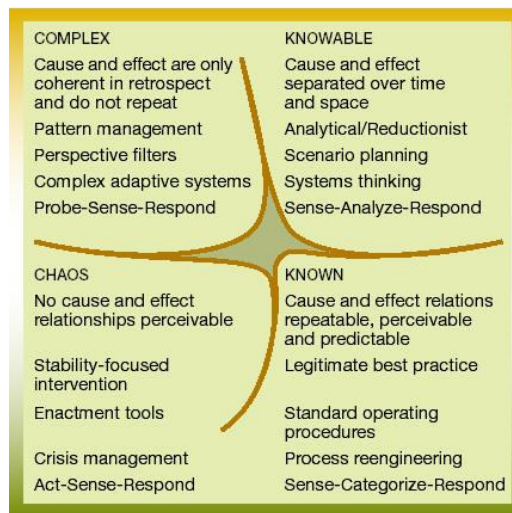 COMPLEX
Cause and effect are only
coherent in retrospect
and do not repeat
Pattern management
Perspective filters
Complex adaptive systems
Probe-Sense-Respond
KNOWABLE
Cause and effect
separated over time
and space
Analytical/Reductionist
Scenario planning
Systems thinking
Sense-Analyze-Respond
CHAOS
No cause and effect
relationships perceivable
Stability-focused
intervention
Enactment tools
Crisis management
Act-Sense-Respond
KNOWN
Cause and effect relations
repeatable, perceivable
and predictable
Legitimate best practice
Standard operating
procedures
Process reengineering
Sense-Categorize-Respond